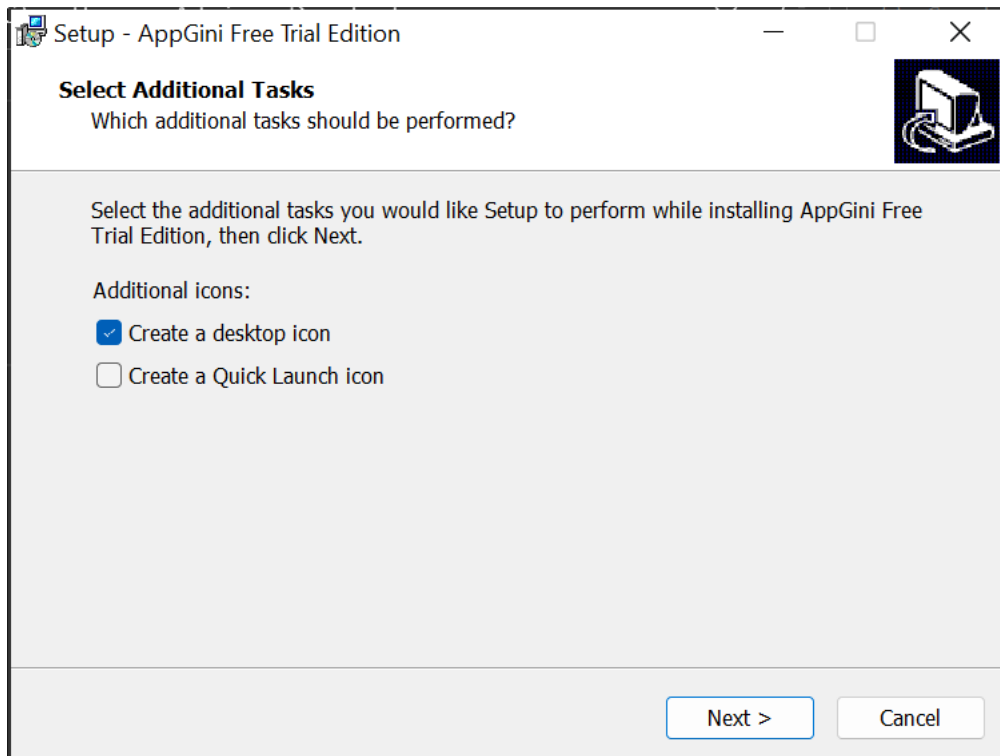 Setup - AppGini Free Trial Edition
Select Additional Tasks
Which additional tasks should be performed?
Select the additional tasks you would like Setup to perform while installing AppGini Free
Trial Edition, then click Next.
Additional icons:
Create a desktop icon
Create a Quick Launch icon
Next >
Cancel